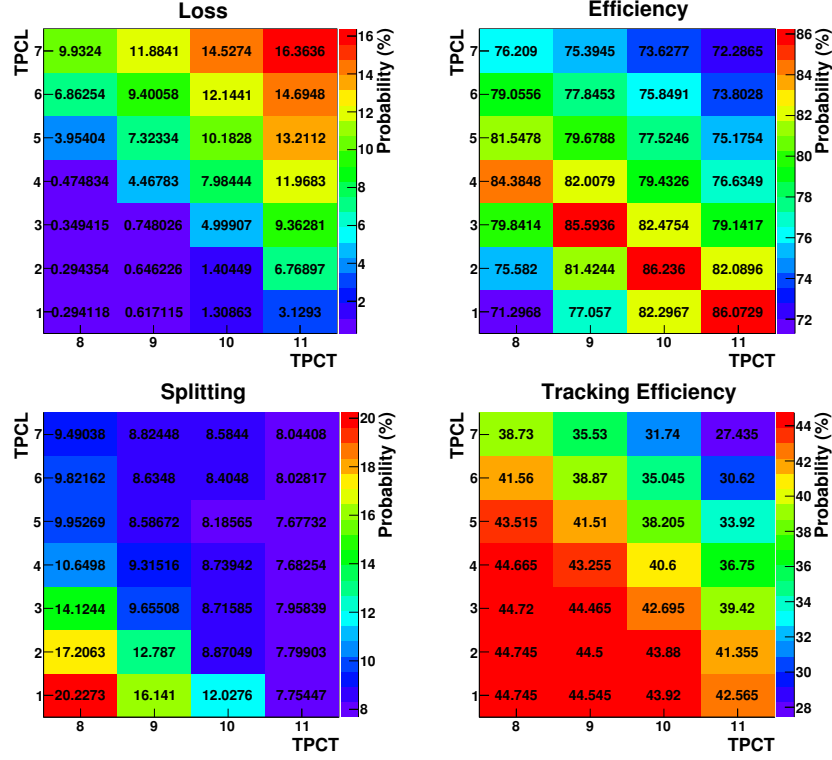 Loss
TPCL
Probability (%)
7 9.9324 11.8841 14.5274 16.3636
6 6.86254 9.40058 12.1441 14.6948
5 3.95404 7.32334 10.1828 13.2112
4 0.474834 4.46783 7.98444 11.9683
3 0.349415 0.748026 4.99907 9.36281
2 0.294354 0.646226 1.40449 6.76897
1 0.294118 0.617115 1.30863 3.1293
8 9 10 11
TPCT
16
14
12
10
8
6
4
2
Efficiency
TPCL
Probability (%)
7 76.209 75.3945 73.6277 72.2865
6 79.0556 77.8453 75.8491 73.8028
5 81.5478 79.6788 77.5246 75.1754
4 84.3848 82.0079 79.4326 76.6349
3 79.8414 85.5936 82.4754 79.1417
2 75.582 81.4244 86.236 82.0896
1 71.2968 77.057 82.2967 86.0729
8 9 10 11
TPCT
86
84
82
80
78
76
74
72
Splitting
TPCL
Probability (%)
7 9.49038 8.82448 8.5844 8.04408
6 9.82162 8.6348 8.4048 8.02817
5 9.95269 8.58672 8.18565 7.67732
4 10.6498 9.31516 8.73942 7.68254
3 14.1244 9.65508 8.71585 7.95839
2 17.2063 12.787 8.87049 7.79903
1 20.2273 16.141 12.0276 7.75447
8 9 10 11
TPCT
20
18
16
14
12
10
8
Tracking Efficiency
TPCL
Probability (%)
7 38.73 35.53 31.74 27.435
6 41.56 38.87 35.045 30.62
5 43.515 41.51 38.205 33.92
4 44.665 43.255 40.6 36.75
3 44.72 44.465 42.695 39.42
2 44.745 44.5 43.88 41.355
1 44.745 44.545 43.92 42.565
8 9 10 11
TPCT
44
42
40
38
36
34
32
30
28